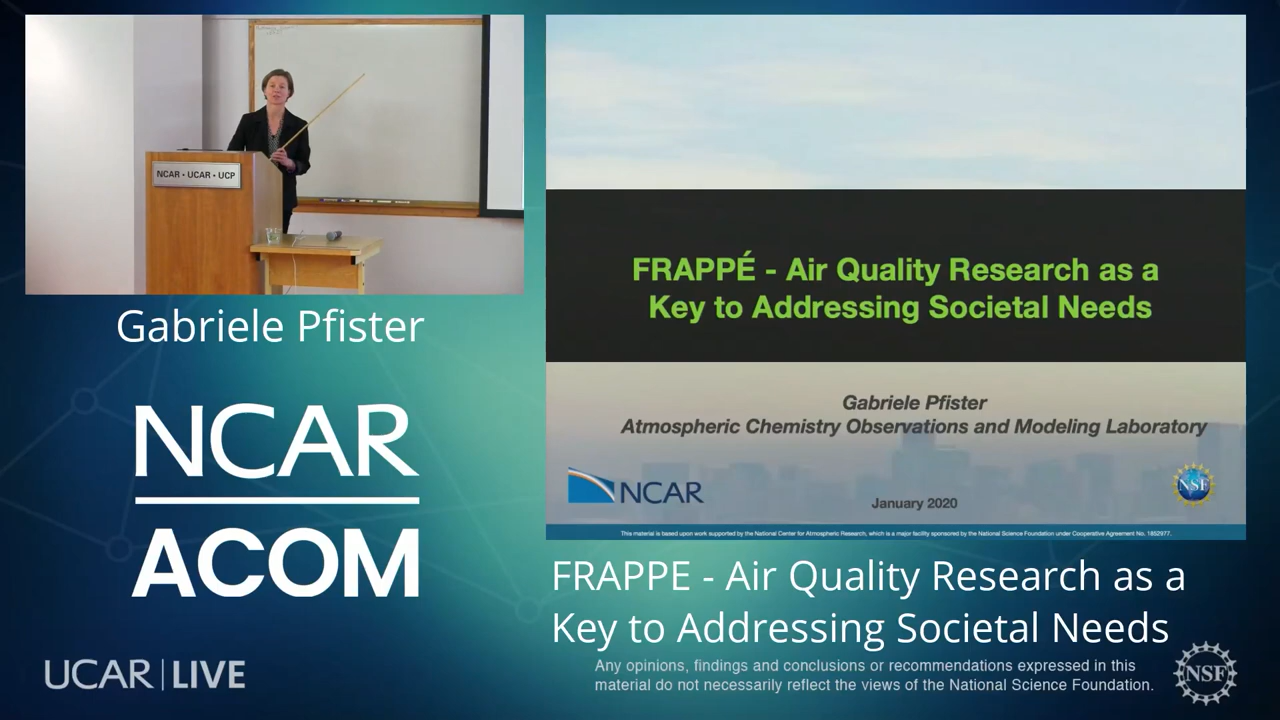 NCAR • UCAR • UCP
Gabriele Pfister
NCAR
ACOM
UCAR | LIVE
FRAPPÉ - Air Quality Research as a
Key to Addressing Societal Needs
Gabriele Pfister
Atmospheric Chemistry Observations and Modeling Laboratory
NCAR
January 2020
NSF
This material is based upon work supported by the National Center for Atmospheric Research, which is a major facility sponsored by the National Science Foundation under Cooperative Agreement No. 1852977.
FRAPPE - Air Quality Research as a
Key to Addressing Societal Needs
Any opinions, findings and conclusions or recommendations expressed in this
material do not necessarily reflect the views of the National Science Foundation.
NSF